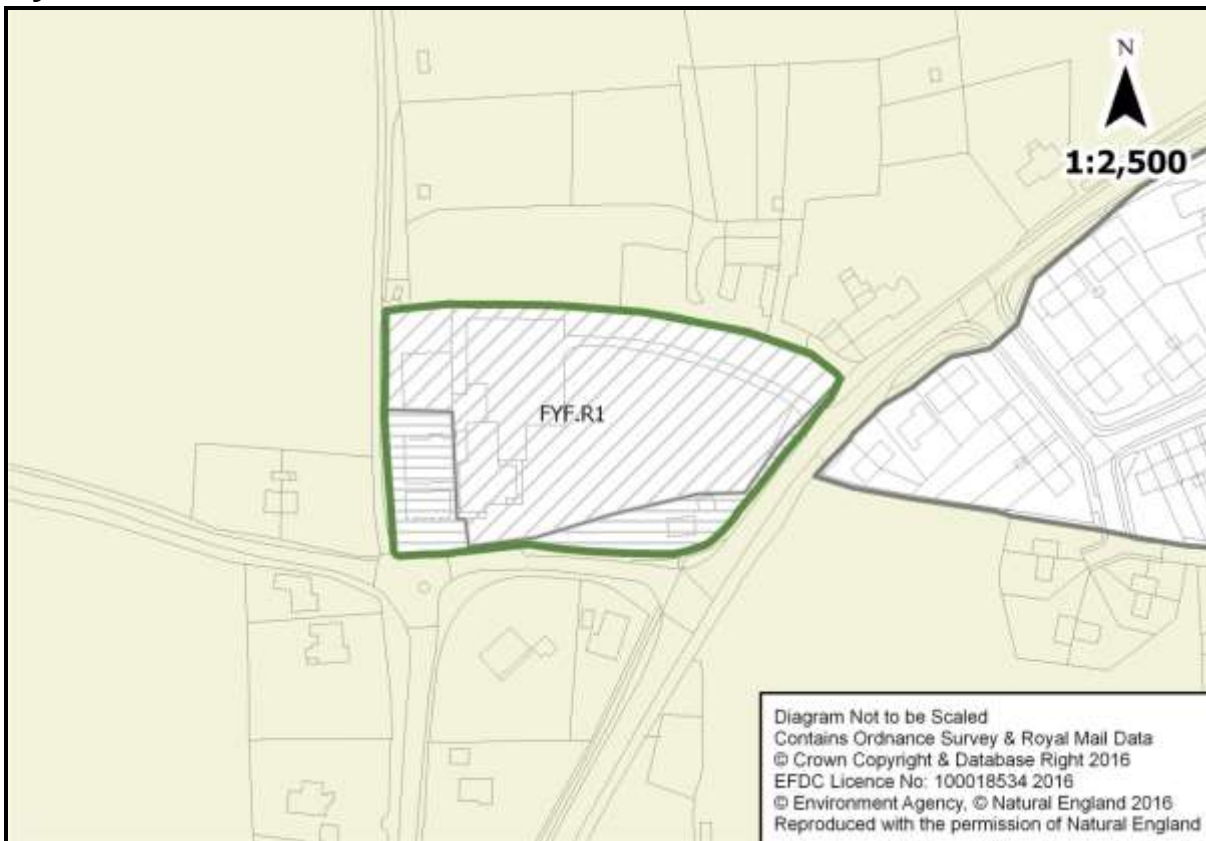 N
1:2,500
FYF.R1
Diagram Not to be Scaled
Contains Ordnance Survey & Royal Mail Data
© Crown Copyright & Database Right 2016
EFDC Licence No: 100018534 2016
© Environment Agency, © Natural England 2016
Reproduced with the permission of Natural England